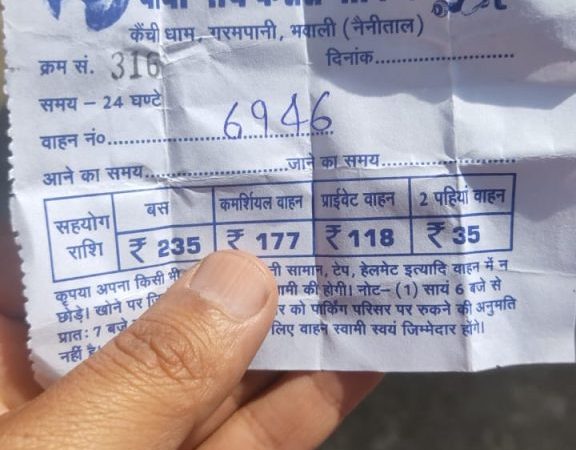 कैंची धाम, गरमपानी, भवाली (नैनीताल)
क्रम सं. 316 दिनांक
समय – 24 घण्टे
वाहन नं०. 6946
आने का समय जाने का समय
सहयोग राशि बस कमर्शियल वाहन प्राईवेट वाहन 2 पहियां वाहन
₹ 235 ₹ 177 ₹ 118 ₹ 35
कृपया अपना किसी भी सामान, टेप, हेलमेट इत्यादि वाहन में न
छोड़े। खोने पर होगी। नोट– (1) सायं 6 बजे से
प्रातः 7 बजे र को पार्किंग परिसर पर रुकने की अनुमति
नहीं है। लिए वाहन स्वामी स्वयं जिम्मेदार होंगे।